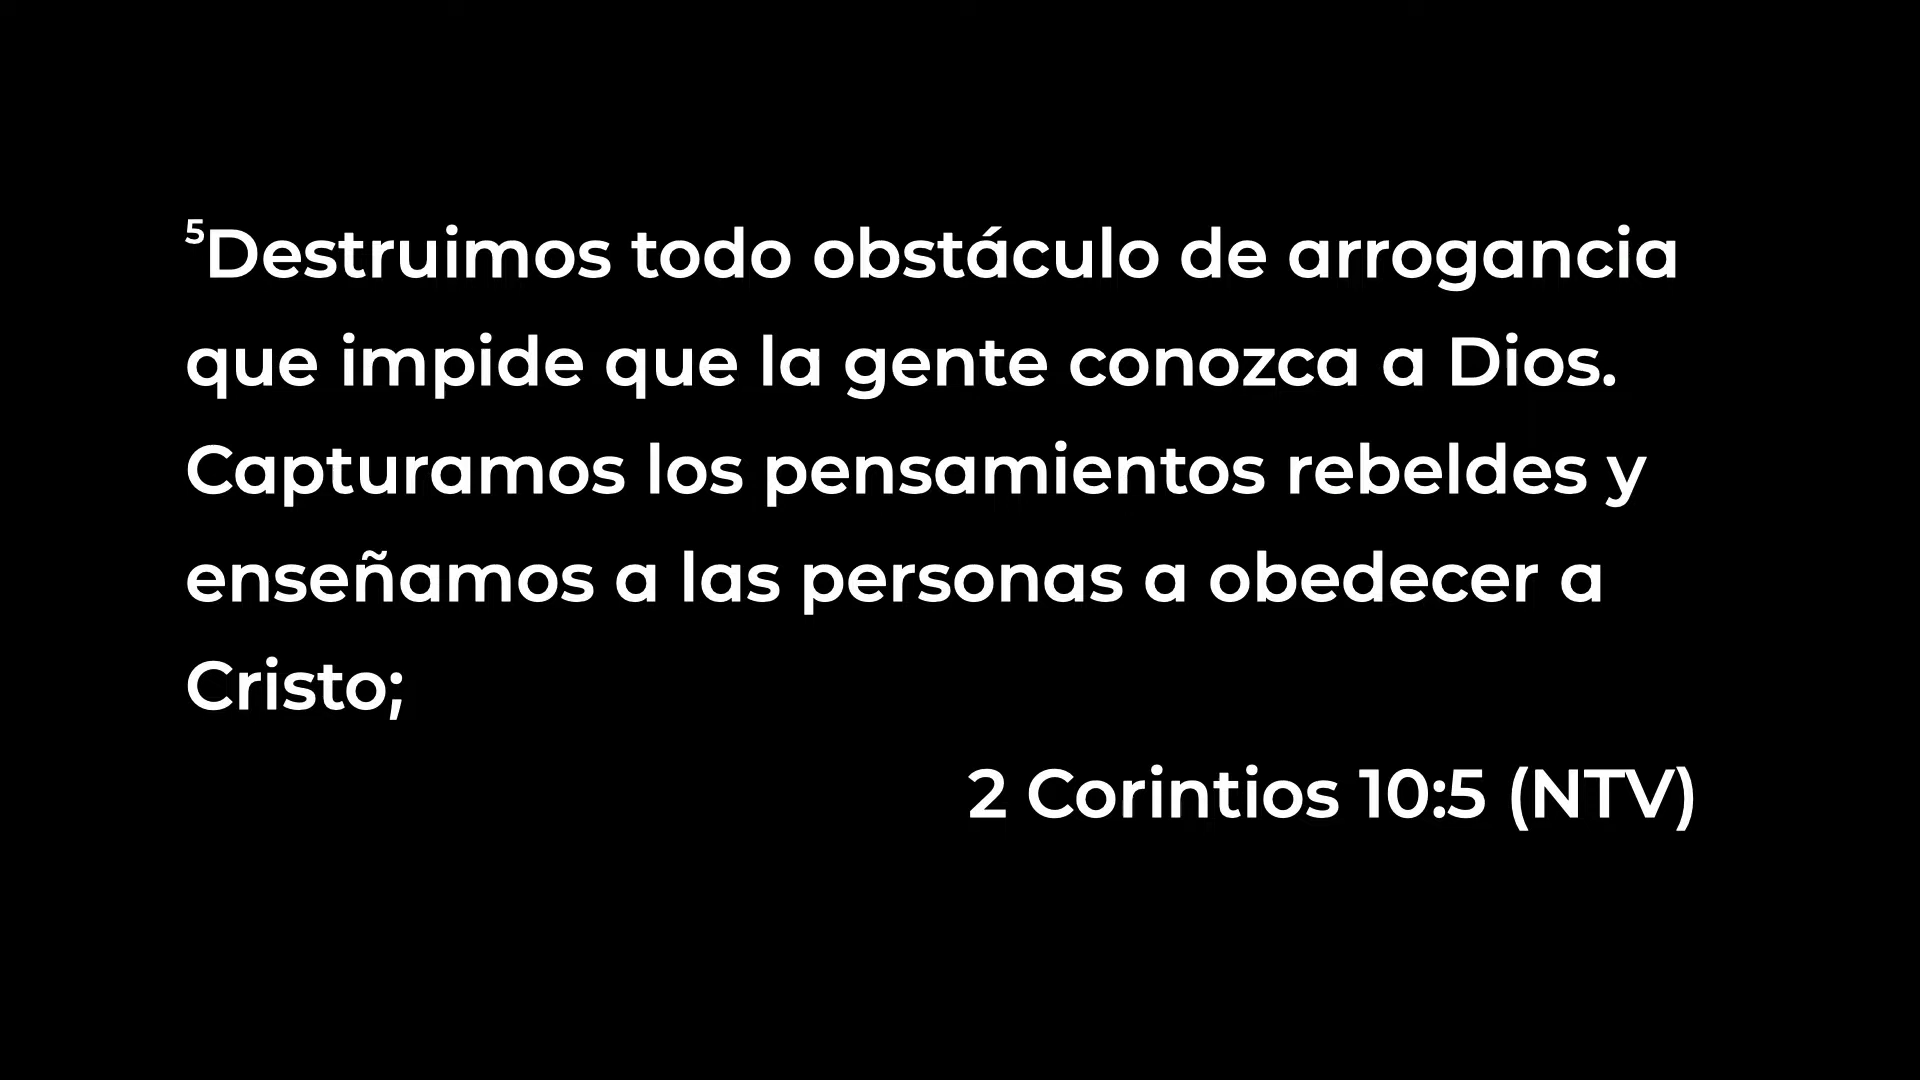 ⁵Destruimos todo obstáculo de arrogancia
que impide que la gente conozca a Dios.
Capturamos los pensamientos rebeldes y
enseñamos a las personas a obedecer a
Cristo;
2 Corintios 10:5 (NTV)